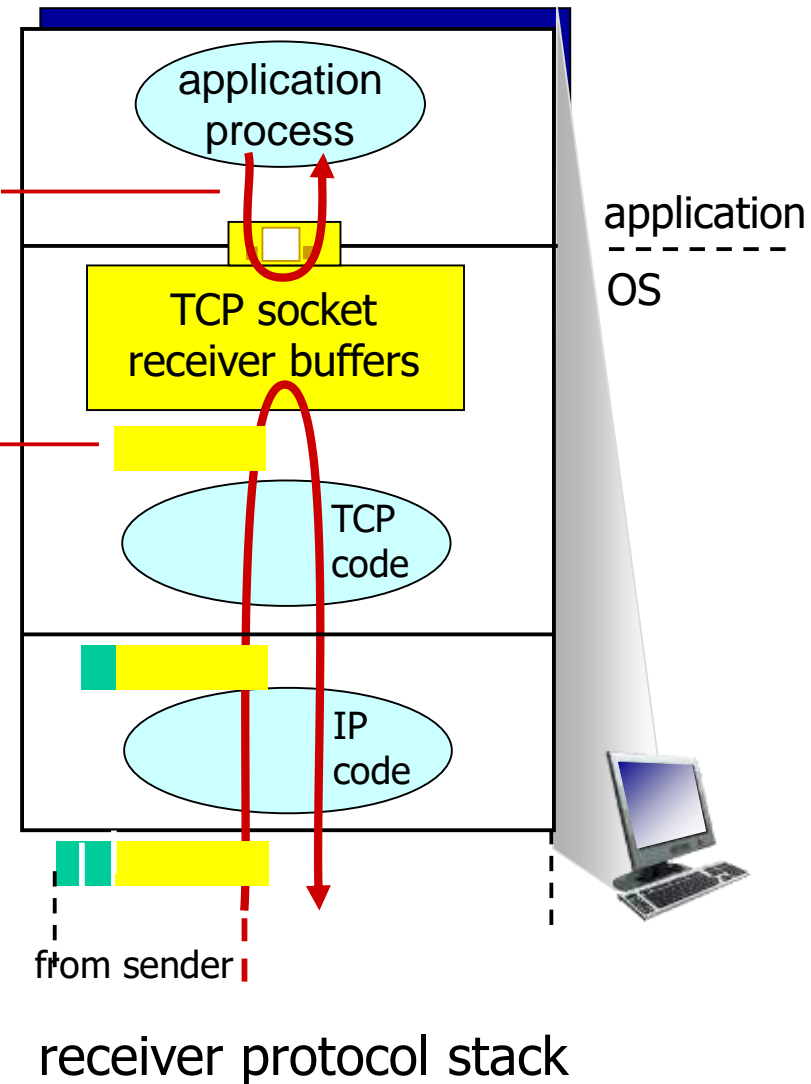 application
process
application
OS
TCP socket
receiver buffers
TCP
code
IP
code
from sender
receiver protocol stack